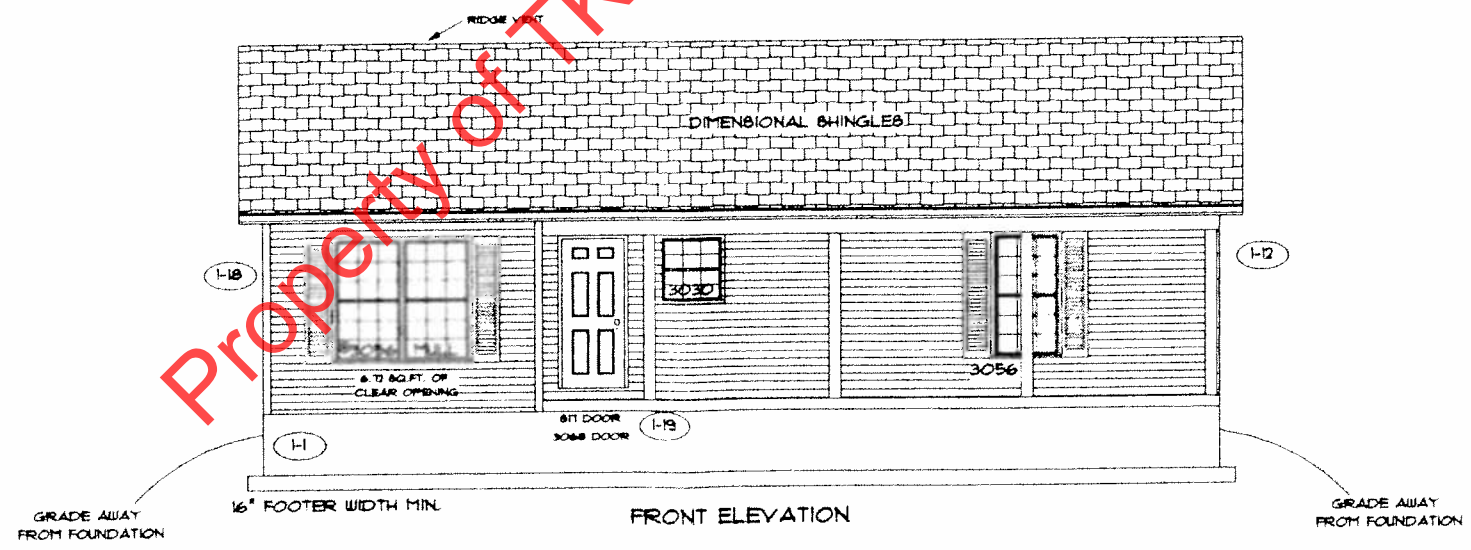 RIDGE VENT
Property of TK
DIMENSIONAL SHINGLES
1-18
1-12
3030
3056
6.72 SQ.FT. OF
CLEAR OPENING
617 DOOR
3068 DOOR
1-19
1-1
16" FOOTER WIDTH MIN.
FRONT ELEVATION
GRADE AWAY
FROM FOUNDATION
GRADE AWAY
FROM FOUNDATION